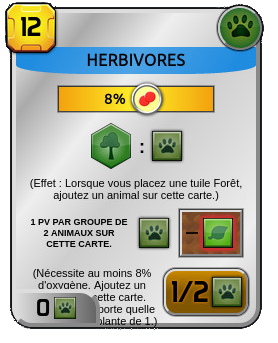 12
HERBIVORES
8%
:
(Effet : Lorsque vous placez une tuile Forêt,
ajoutez un animal sur cette carte.)
1 PV PAR GROUPE DE
2 ANIMAUX SUR
CETTE CARTE.
−
(Nécessite au moins 8%
d'oxygène. Ajoutez un
cette carte.
porte quelle
plante de 1.)
0
1/2